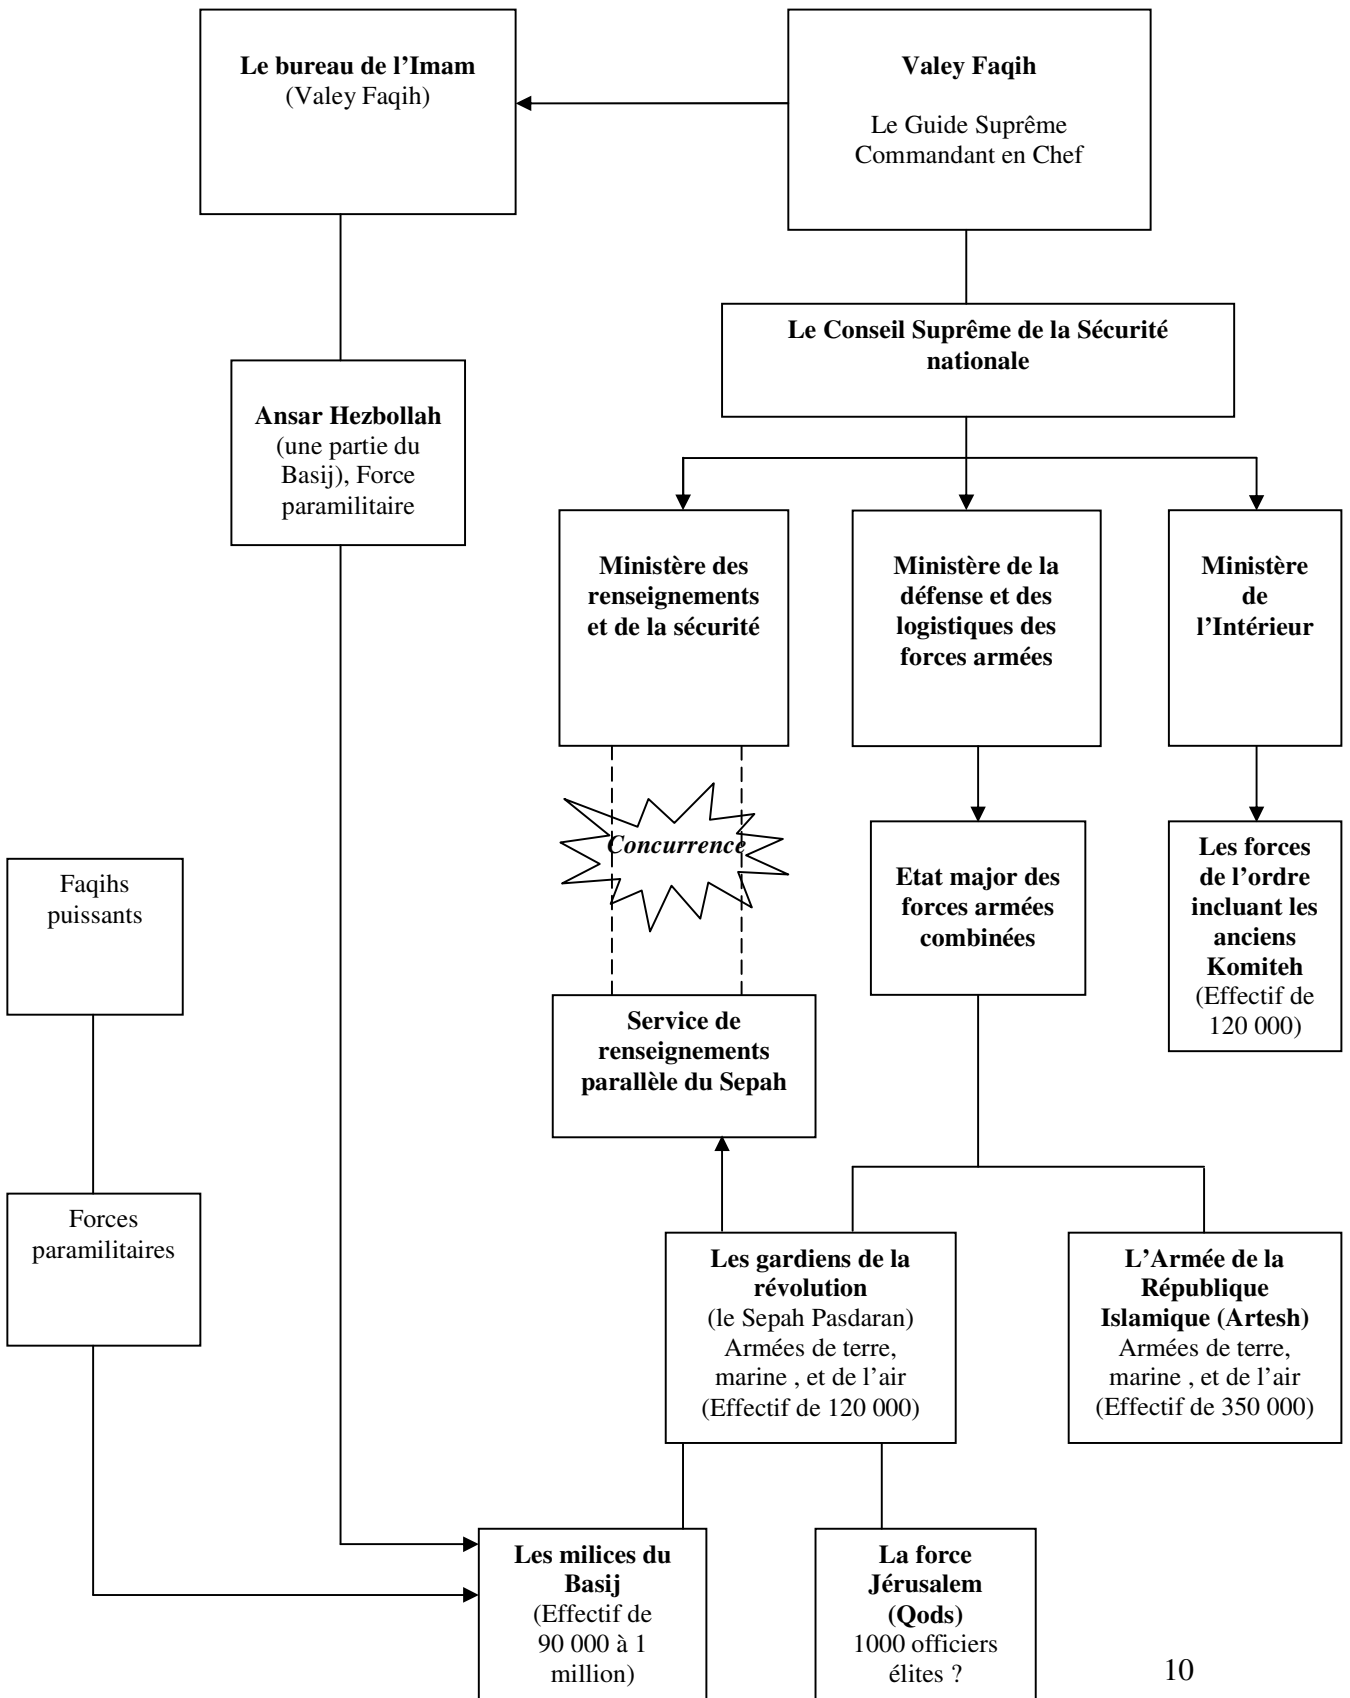 Le bureau de l’Imam
(Valey Faqih)
Valey Faqih
Le Guide Suprême
Commandant en Chef
Le Conseil Suprême de la Sécurité
nationale
Ansar Hezbollah
(une partie du
Basij), Force
paramilitaire
Ministère des
renseignements
et de la sécurité
Ministère de la
défense et des
logistiques des
forces armées
Ministère
de
l’Intérieur
Concurrence
Faqihs
puissants
Etat major des
forces armées
combinées
Les forces
de l’ordre
incluant les
anciens
Komiteh
(Effectif de
120 000)
Service de
renseignements
parallèle du Sepah
Forces
paramilitaires
Les gardiens de la
révolution
(le Sepah Pasdaran)
Armées de terre,
marine , et de l’air
(Effectif de 120 000)
L’Armée de la
République
Islamique (Artesh)
Armées de terre,
marine , et de l’air
(Effectif de 350 000)
Les milices du
Basij
(Effectif de
90 000 à 1
million)
La force
Jérusalem
(Qods)
1000 officiers
élites ?
10